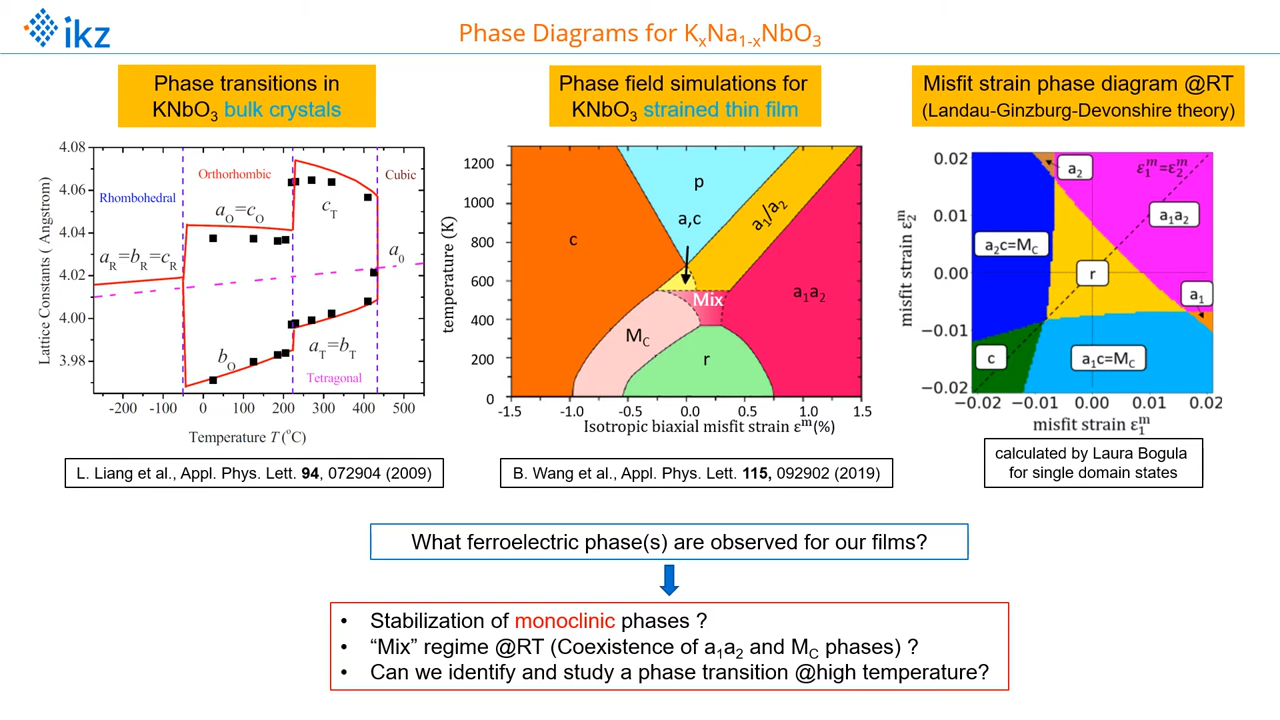 ikz
Phase Diagrams for KxNa1-xNbO3
Phase transitions in
KNbO3 bulk crystals
Phase field simulations for
KNbO3 strained thin film
Misfit strain phase diagram @RT
(Landau-Ginzburg-Devonshire theory)
4.08
4.06
4.04
4.02
4.00
3.98
Lattice Constants ( Angstrom)
Rhombohedral
Orthorhombic
Cubic
Tetragonal
aR=bR=cR
aO=cO
cT
a0
bO
aT=bT
-200
-100
0
100
200
300
400
500
Temperature T (°C)
1200
1000
800
600
400
200
0
temperature (K)
c
p
a,c
a1/a2
Mix
a1a2
MC
r
-1.5
-1.0
-0.5
0.0
0.5
1.0
1.5
Isotropic biaxial misfit strain εm(%)
0.02
0.01
0.00
−0.01
−0.02
misfit strain ε2m
a2
ε1m=ε2m
a1a2
a2c=MC
r
a1
c
a1c=MC
−0.02
−0.01
0.00
0.01
0.02
misfit strain ε1m
L. Liang et al., Appl. Phys. Lett. 94, 072904 (2009)
B. Wang et al., Appl. Phys. Lett. 115, 092902 (2019)
calculated by Laura Bogula
for single domain states
What ferroelectric phase(s) are observed for our films?
• Stabilization of monoclinic phases ?
• “Mix” regime @RT (Coexistence of a1a2 and MC phases) ?
• Can we identify and study a phase transition @high temperature?